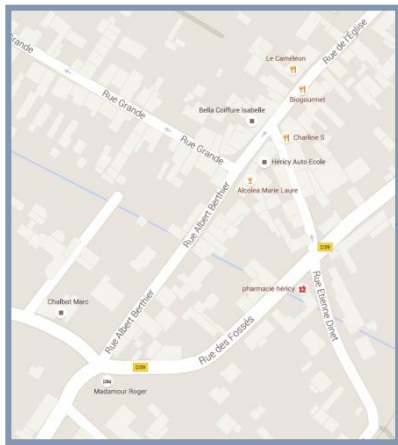 Le Caméléon
Rue de l'Église
Grande
Biogourmet
Rue Grande
Bella Coiffure Isabelle
Charline S
Rue Grande
Héricy Auto Ecole
Alcolea Marie Laure
Rue Albert Berthier
D39
pharmacie héricy
Rue Etienne Dinet
Chalbot Marc
Rue Albert Berthier
Rue des Fossés
D39
Madamour Roger